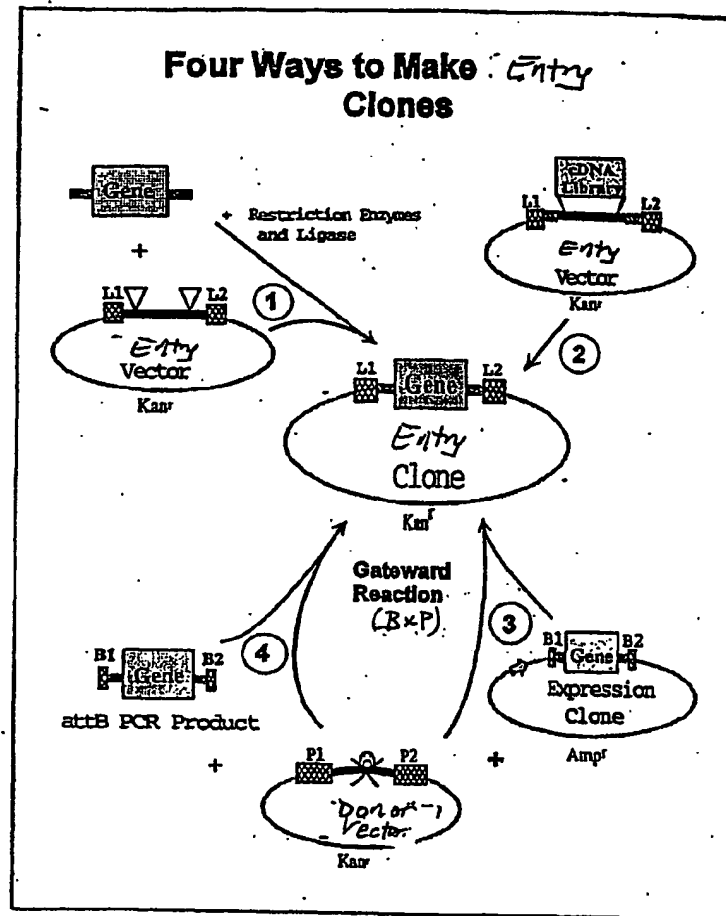 Four Ways to Make Entry
Clones
Gene
+
+ Restriction Enzymes
and Ligase
L1 L2
Entry
Vector
Kanr
1
cDNA
Library
L1 L2
Entry
Vector
Kanr
2
L1 Gene L2
Entry
Clone
Kanr
Gateward
Reaction
(BxP)
4
3
B1 Gene B2
attB PCR Product
+
B1 Gene B2
Expression
Clone
Ampr
+
P1 P2
Donor
Vector
Kanr